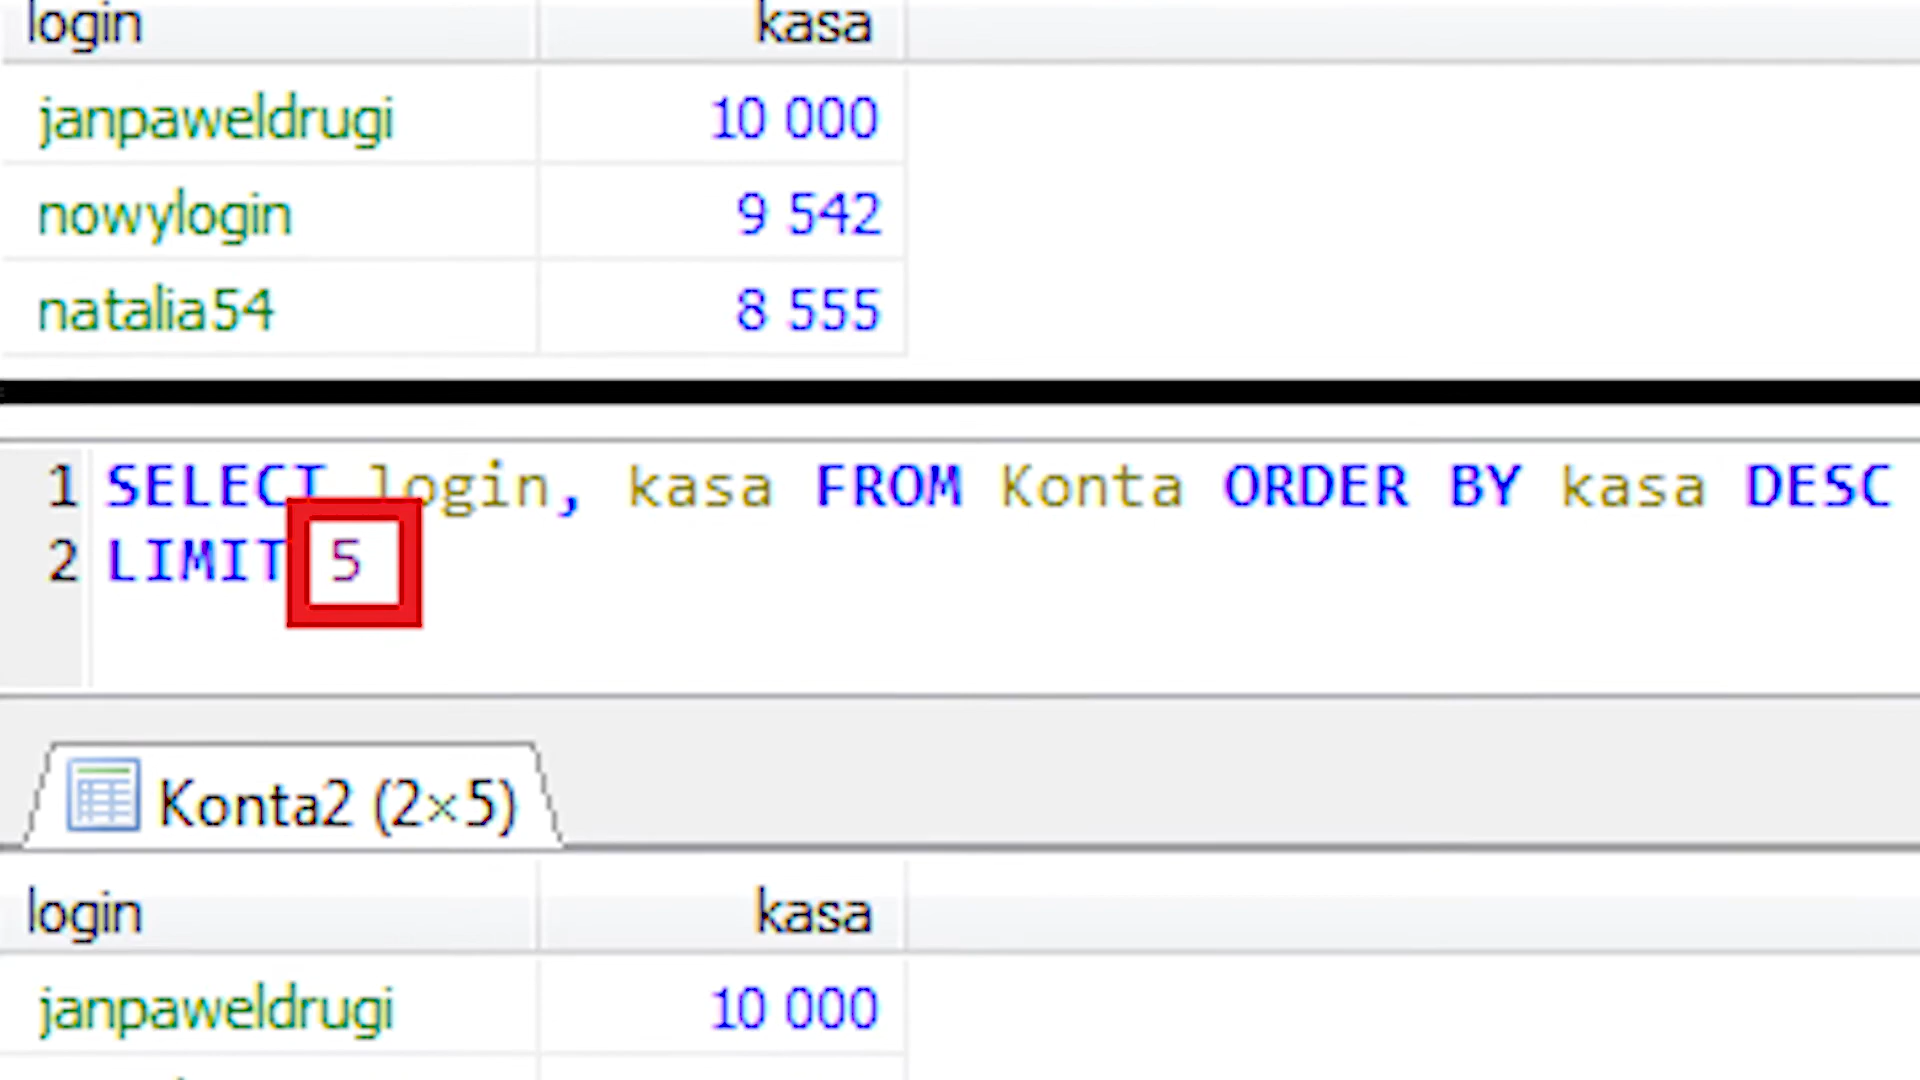 login kasa
janpaweldrugi 10 000
nowylogin 9 542
natalia54 8 555
1 SELECT login, kasa FROM Konta ORDER BY kasa DESC
2 LIMIT 5
Konta2 (2×5)
login kasa
janpaweldrugi 10 000